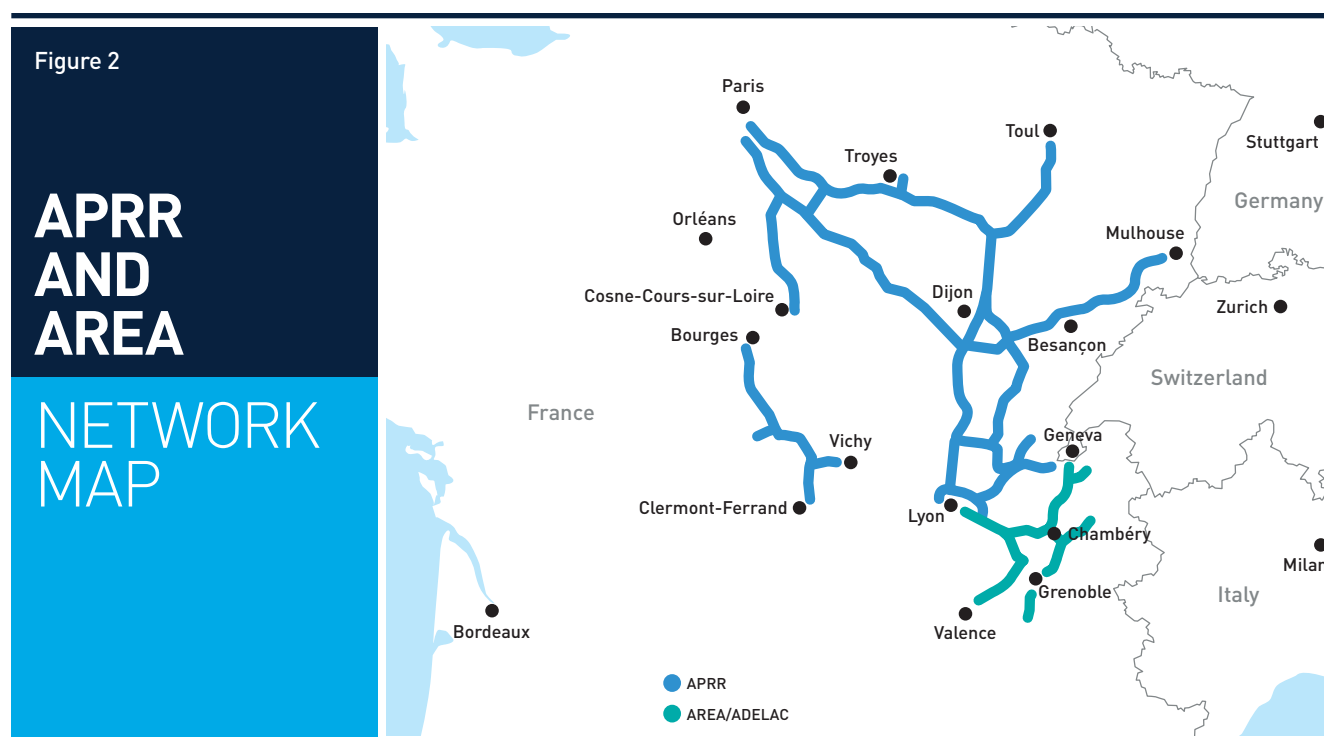 Figure 2
APRR
AND
AREA
NETWORK
MAP
Paris
Toul
Stuttgart
Troyes
Germany
Orléans
Mulhouse
Dijon
Cosne-Cours-sur-Loire
Zurich
Bourges
Besançon
Switzerland
France
Geneva
Vichy
Clermont-Ferrand
Lyon
Chambéry
Milan
Grenoble
Italy
Bordeaux
Valence
APRR
AREA/ADELAC